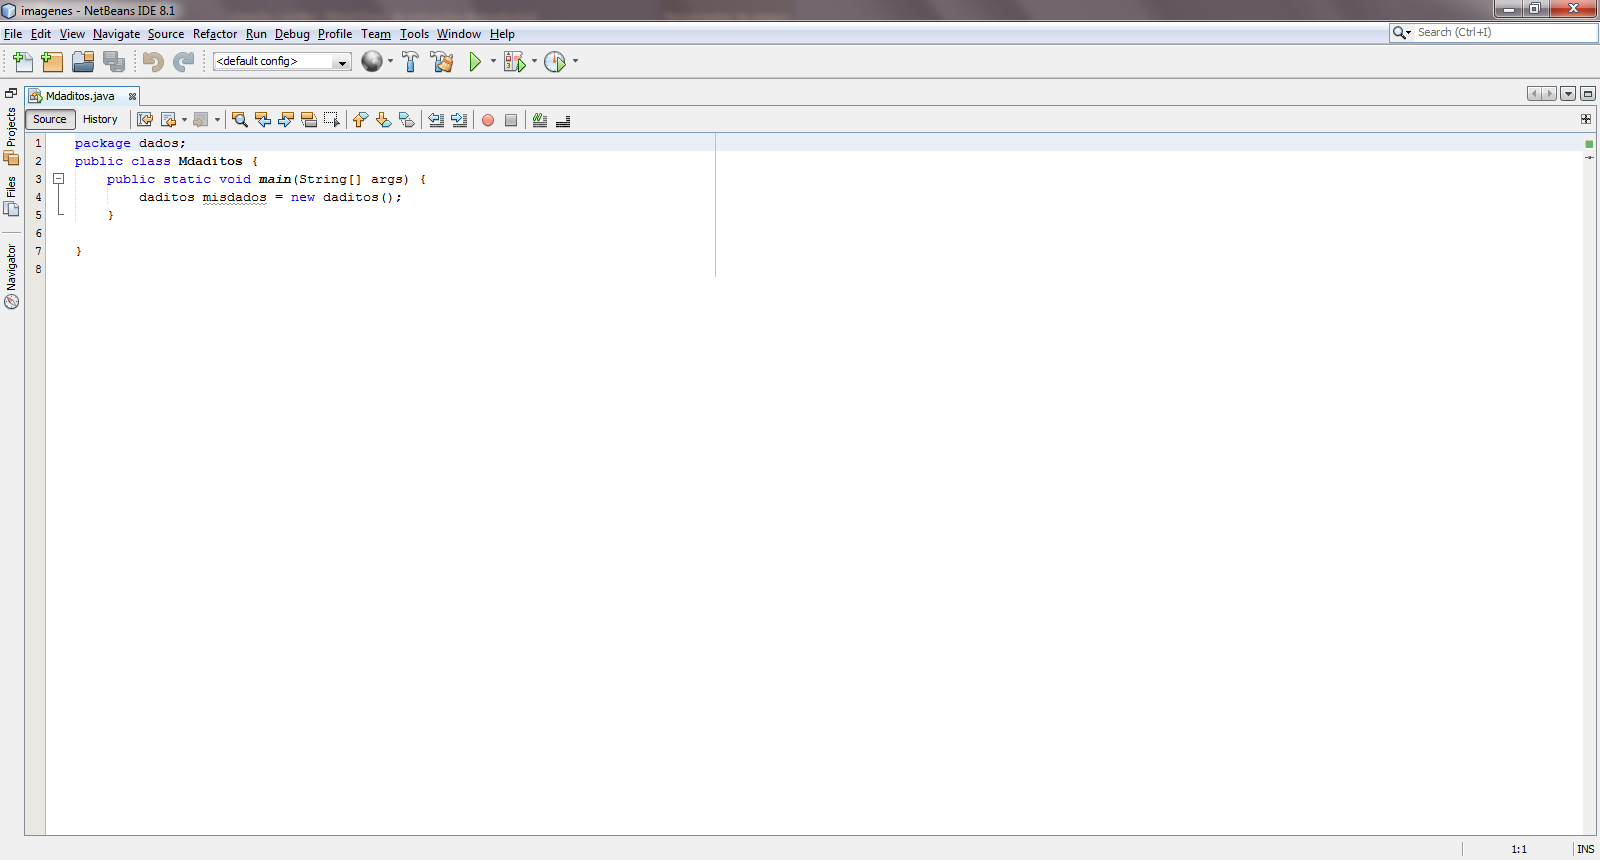 imagenes - NetBeans IDE 8.1
File Edit View Navigate Source Refactor Run Debug Profile Team Tools Window Help
Search (Ctrl+I)
<default config>
Projects
Files
Navigator
Mdaditos.java
Source History
1 package dados;
2 public class Mdaditos {
3 public static void main(String[] args) {
4 daditos misdados = new daditos();
5 }
6
7 }
8
1:1 INS